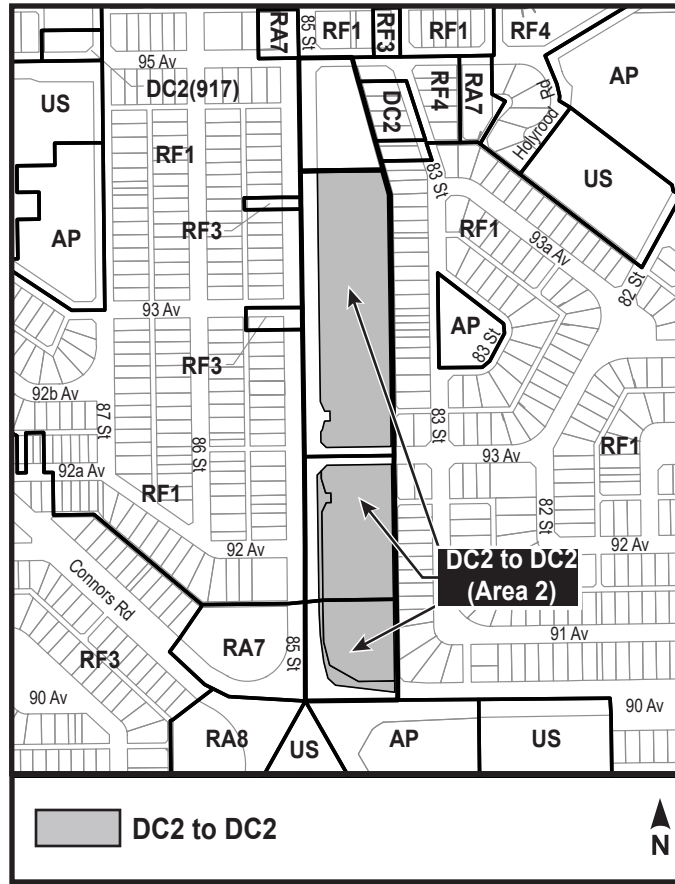 RA7
85 St
RF1
RF3
RF1
RF4
95 Av
DC2(917)
US
RF1
DC2
RF4
RA7
Holyrood Rd
AP
US
AP
RF3
83 St
RF1
93a Av
82 St
93 Av
RF3
AP
83 St
92b Av
87 St
86 St
83 St
93 Av
RF1
92a Av
RF1
82 St
92 Av
92 Av
DC2 to DC2
(Area 2)
Connors Rd
RA7
85 St
91 Av
RF3
90 Av
90 Av
RA8
US
AP
US
DC2 to DC2
N